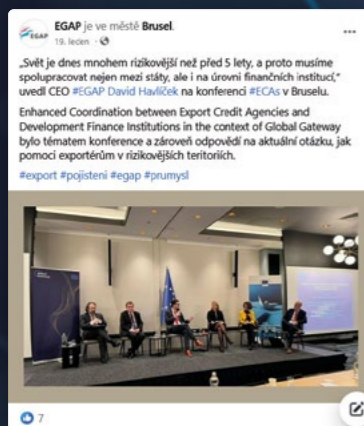 EGAP
EGAP je ve městě Brusel.
19. leden ·
„Svět je dnes mnohem rizikovější než před 5 lety, a proto musíme
spolupracovat nejen mezi státy, ale i na úrovni finančních institucí,“
uvedl CEO #EGAP David Havlíček na konferenci #ECAs v Bruselu.
Enhanced Coordination between Export Credit Agencies and
Development Finance Institutions in the context of Global Gateway
bylo tématem konference a zároveň odpovědí na aktuální otázku, jak
pomoci exportérům v rizikovějších teritoriích.
#export #pojisteni #egap #prumysl
7